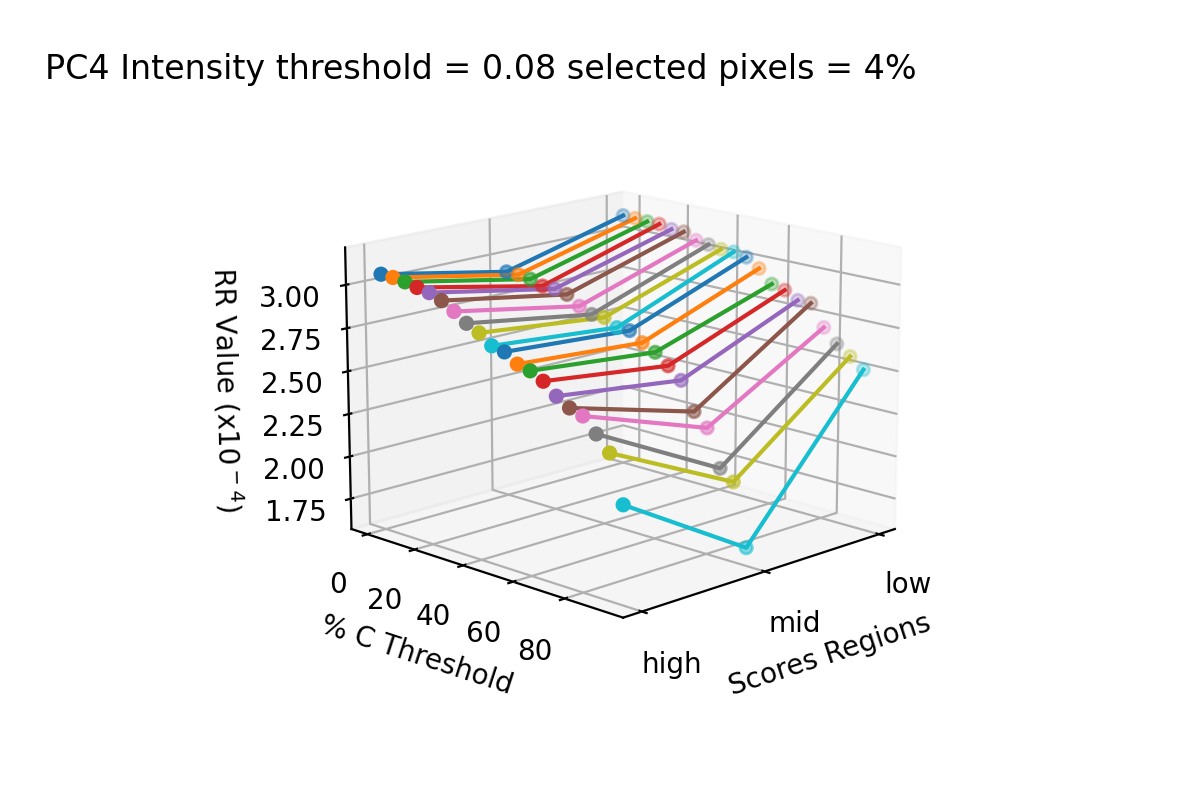 PC4 Intensity threshold = 0.08 selected pixels = 4%
RR Value (x10⁻⁴)
3.00
2.75
2.50
2.25
2.00
1.75
0
20
40
60
80
% C Threshold
high
mid
low
Scores Regions